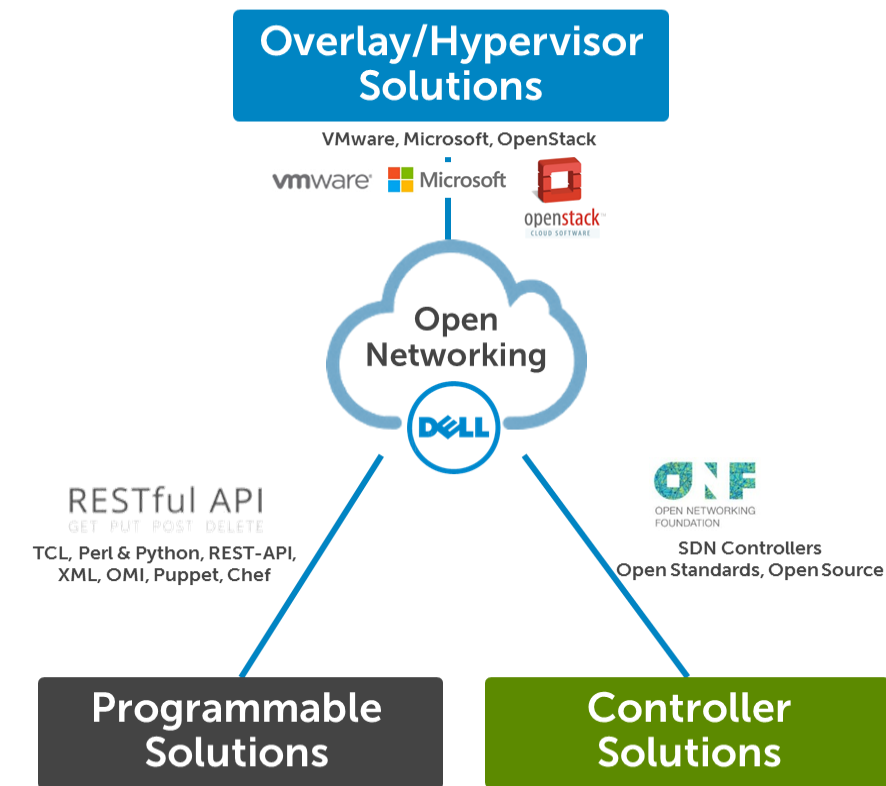 Overlay/Hypervisor
Solutions
VMware, Microsoft, OpenStack
vmware
Microsoft
openstack
CLOUD SOFTWARE
Open
Networking
DELL
RESTful API
GET PUT POST DELETE
TCL, Perl & Python, REST-API,
XML, OMI, Puppet, Chef
ONF
OPEN NETWORKING
FOUNDATION
SDN Controllers
Open Standards, Open Source
Programmable
Solutions
Controller
Solutions